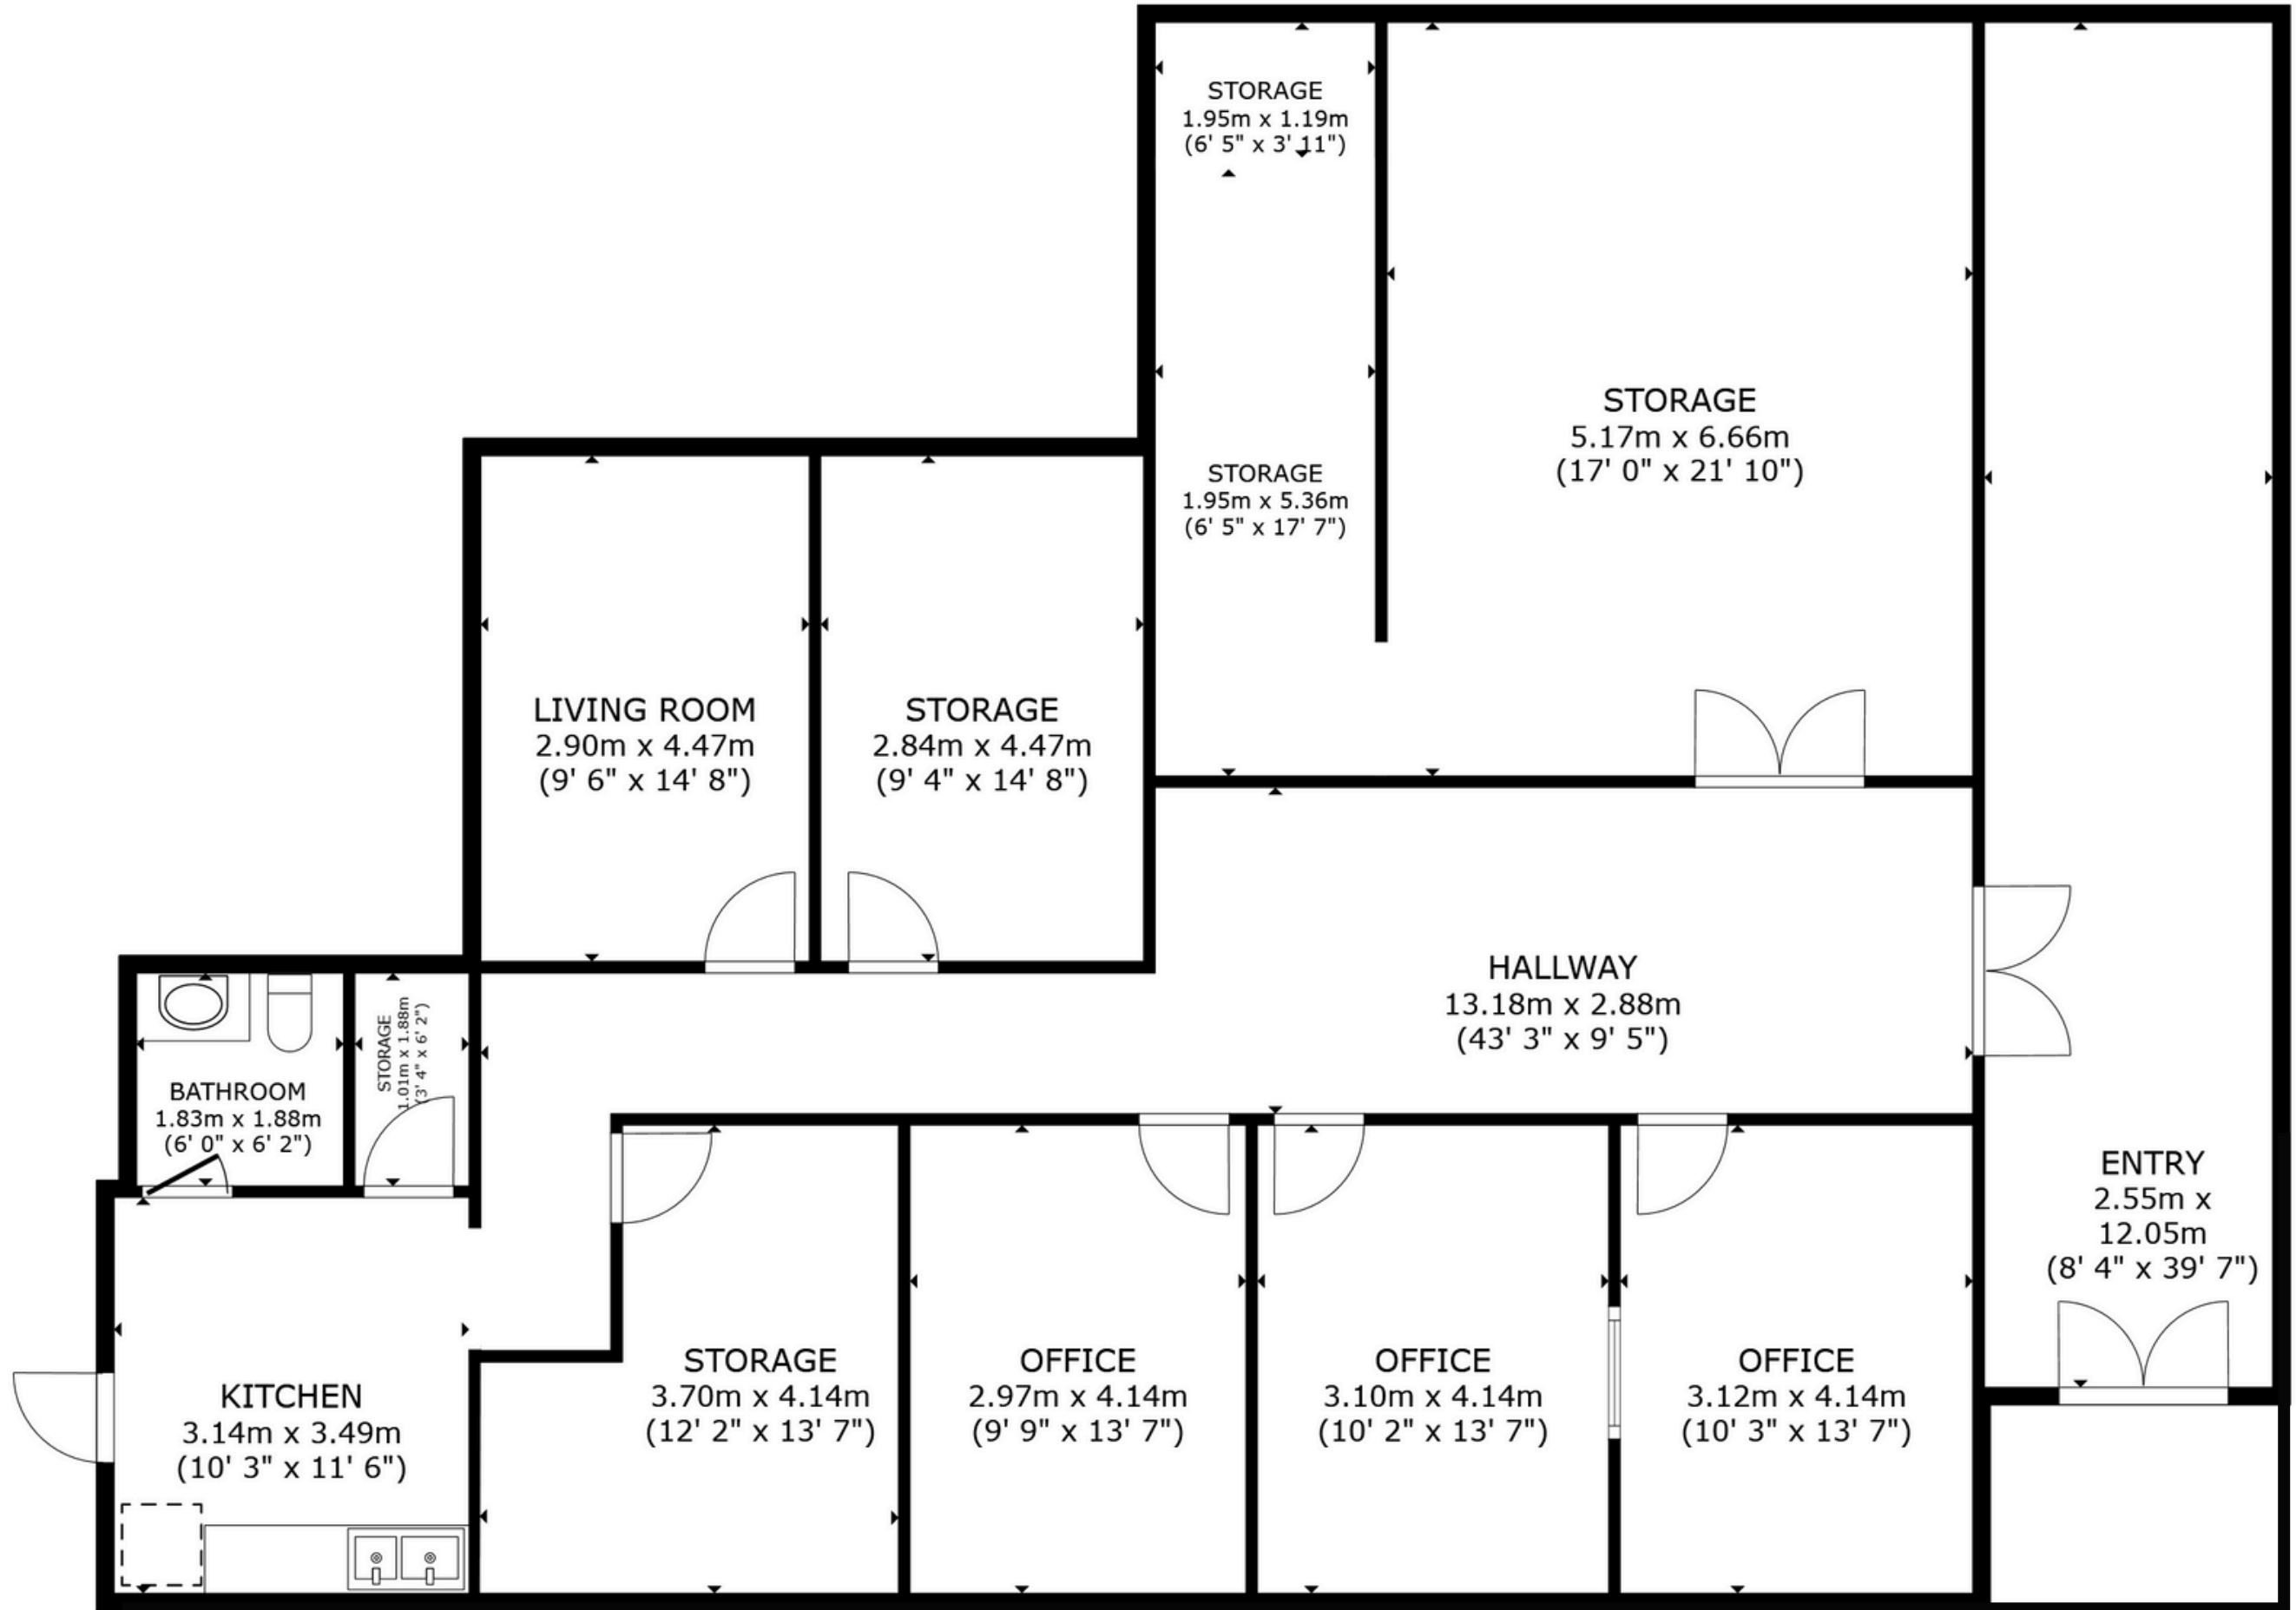 STORAGE
1.95m x 1.19m
(6' 5" x 3' 11")
STORAGE
5.17m x 6.66m
(17' 0" x 21' 10")
STORAGE
1.95m x 5.36m
(6' 5" x 17' 7")
LIVING ROOM
2.90m x 4.47m
(9' 6" x 14' 8")
STORAGE
2.84m x 4.47m
(9' 4" x 14' 8")
HALLWAY
13.18m x 2.88m
(43' 3" x 9' 5")
STORAGE
1.01m x 1.88m
(3' 4" x 6' 2")
BATHROOM
1.83m x 1.88m
(6' 0" x 6' 2")
ENTRY
2.55m x
12.05m
(8' 4" x 39' 7")
KITCHEN
3.14m x 3.49m
(10' 3" x 11' 6")
STORAGE
3.70m x 4.14m
(12' 2" x 13' 7")
OFFICE
2.97m x 4.14m
(9' 9" x 13' 7")
OFFICE
3.10m x 4.14m
(10' 2" x 13' 7")
OFFICE
3.12m x 4.14m
(10' 3" x 13' 7")